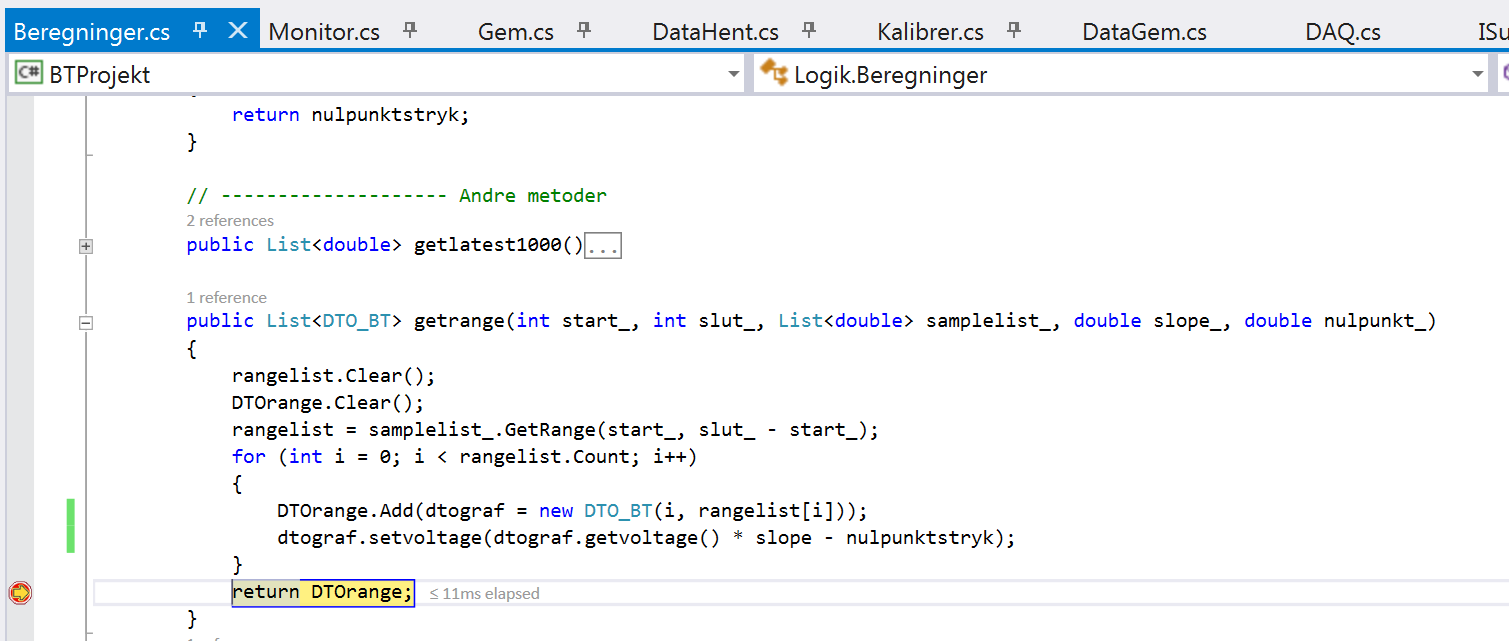 Beregninger.cs Monitor.cs Gem.cs DataHent.cs Kalibrer.cs DataGem.cs DAQ.cs ISu
C# BTProjekt Logik.Beregninger
return nulpunktstryk;
}
// -------------------- Andre metoder
2 references
public List<double> getlatest1000()...
1 reference
public List<DTO_BT> getrange(int start_, int slut_, List<double> samplelist_, double slope_, double nulpunkt_)
{
rangelist.Clear();
DTOrange.Clear();
rangelist = samplelist_.GetRange(start_, slut_ - start_);
for (int i = 0; i < rangelist.Count; i++)
{
DTOrange.Add(dtograf = new DTO_BT(i, rangelist[i]));
dtograf.setvoltage(dtograf.getvoltage() * slope - nulpunktstryk);
}
return DTOrange; ≤ 11ms elapsed
}